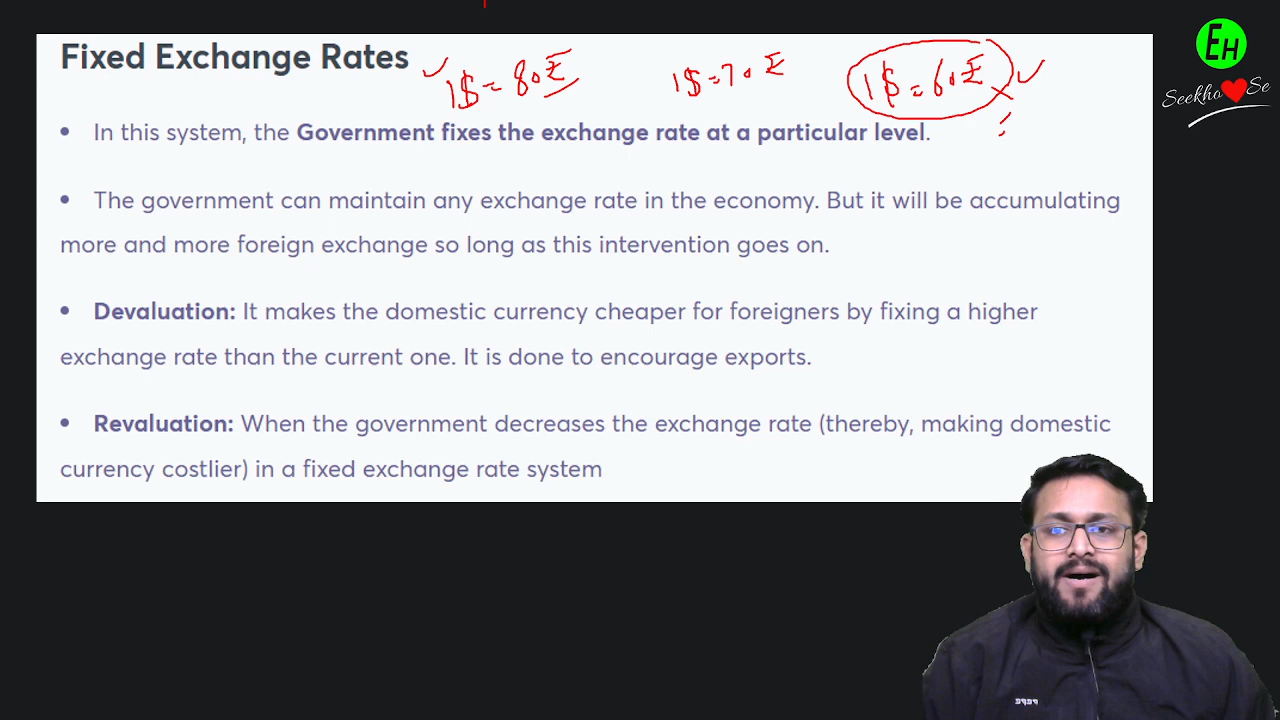 Fixed Exchange Rates
1$ = 80₹
1$ = 70₹
1$ = 60₹
EH
Seekho Se
• In this system, the Government fixes the exchange rate at a particular level.
• The government can maintain any exchange rate in the economy. But it will be accumulating
more and more foreign exchange so long as this intervention goes on.
• Devaluation: It makes the domestic currency cheaper for foreigners by fixing a higher
exchange rate than the current one. It is done to encourage exports.
• Revaluation: When the government decreases the exchange rate (thereby, making domestic
currency costlier) in a fixed exchange rate system